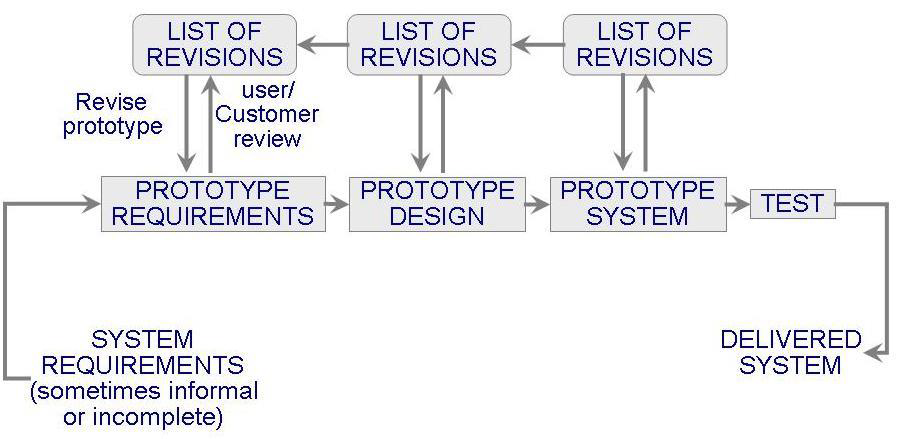 LIST OF
REVISIONS
LIST OF
REVISIONS
LIST OF
REVISIONS
Revise
prototype
user/
Customer
review
PROTOTYPE
REQUIREMENTS
PROTOTYPE
DESIGN
PROTOTYPE
SYSTEM
TEST
SYSTEM
REQUIREMENTS
(sometimes informal
or incomplete)
DELIVERED
SYSTEM